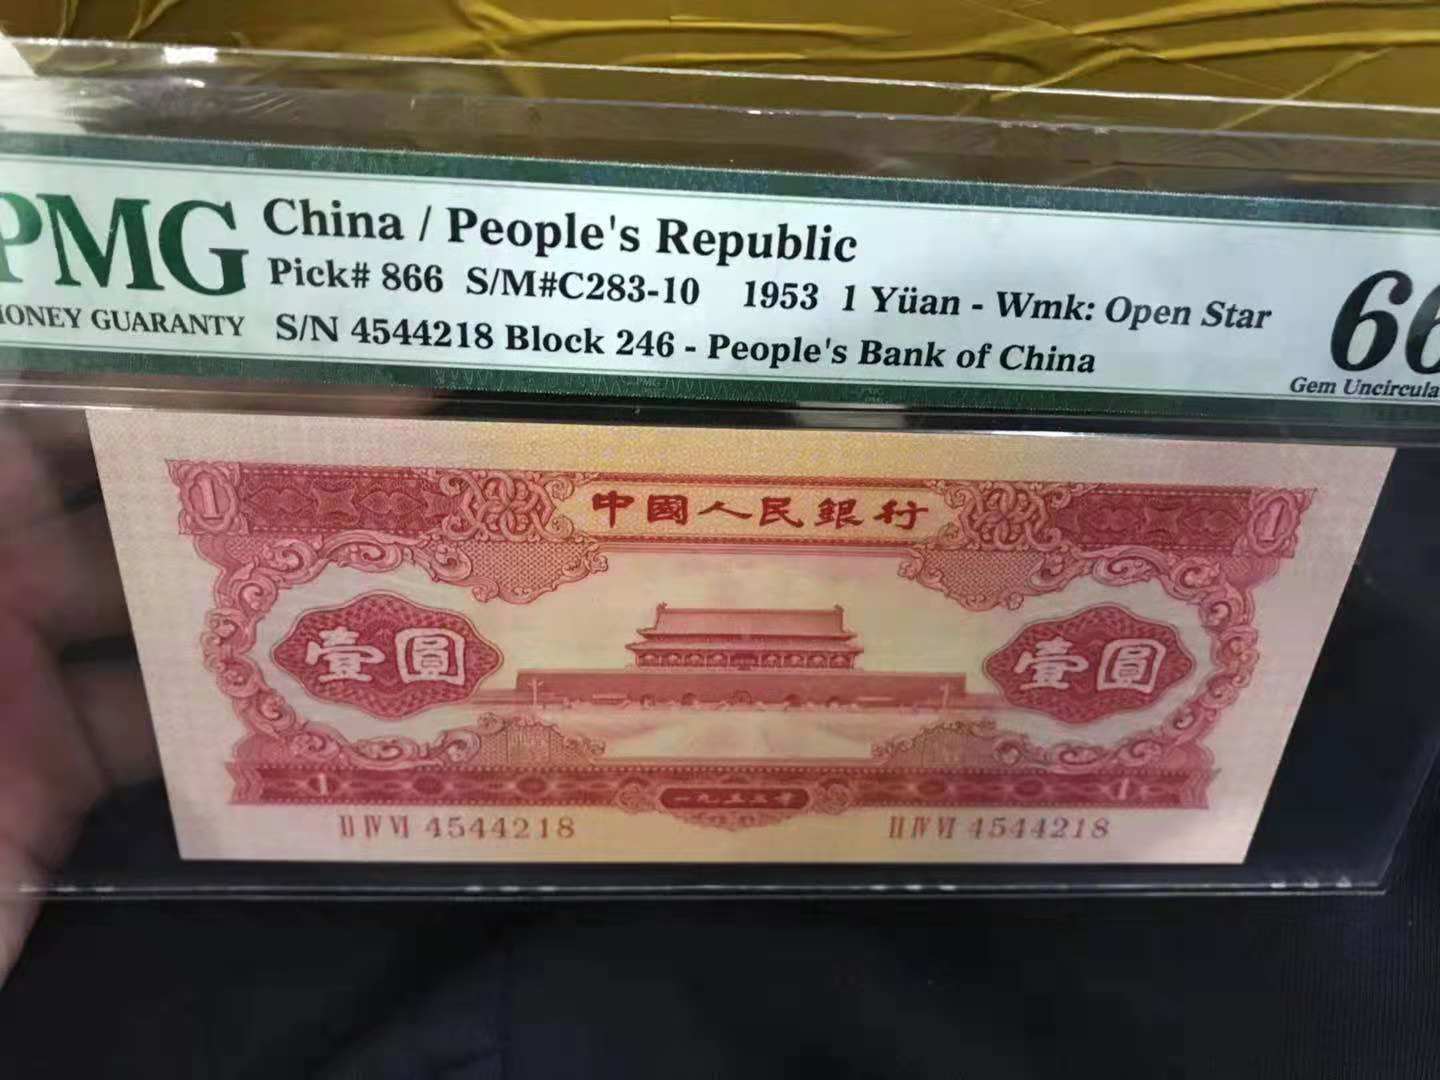 PMG
MONEY GUARANTY
China / People's Republic
Pick# 866 S/M#C283-10 1953 1 Yüan - Wmk: Open Star
S/N 4544218 Block 246 - People's Bank of China
66
Gem Uncircula
1 中國人民銀行 1
壹圓 壹圓
1 一九五三年 1
II IV VI 4544218 II IV VI 4544218